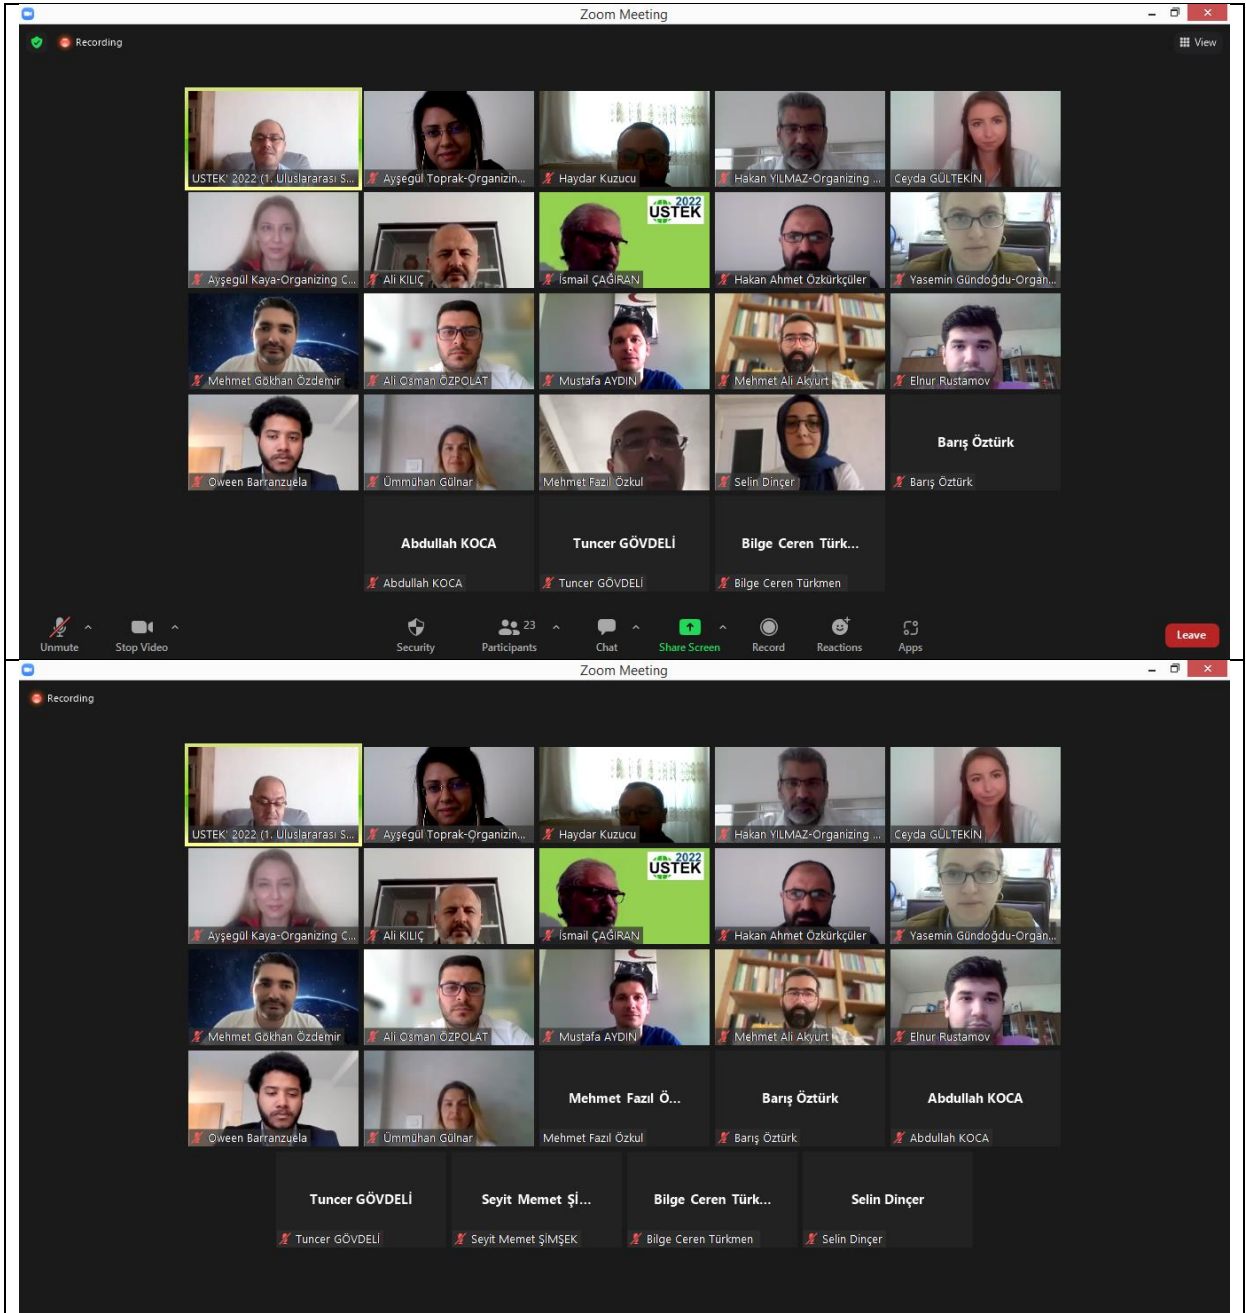 Zoom Meeting
Recording
View
USTEK' 2022 (1. Uluslararası S...
Ayşegül Toprak-Organizin...
Haydar Kuzucu
Hakan YILMAZ-Organizing ...
Ceyda GÜLTEKİN
2022
USTEK
Ayşegül Kaya-Organizing C...
Ali KILIÇ
İsmail ÇAĞIRAN
Hakan Ahmet Özkürkçüler
Yasemin Gündoğdu-Organ...
Mehmet Gökhan Özdemir
Ali Osman ÖZPOLAT
Mustafa AYDIN
Mehmet Ali Akyurt
Elnur Rustamov
Barış Öztürk
Qween Barranzuela
Ümmühan Gülnar
Mehmet Fazıl Özkul
Selin Dinçer
Barış Öztürk
Abdullah KOCA
Tuncer GÖVDELİ
Bilge Ceren Türk...
Abdullah KOCA
Tuncer GÖVDELİ
Bilge Ceren Türkmen
Unmute
Stop Video
Security
Participants
23
Chat
Share Screen
Record
Reactions
Apps
Leave
Zoom Meeting
Recording
USTEK' 2022 (1. Uluslararası S...
Ayşegül Toprak-Organizin...
Haydar Kuzucu
Hakan YILMAZ-Organizing ...
Ceyda GÜLTEKİN
2022
USTEK
Ayşegül Kaya-Organizing C...
Ali KILIÇ
İsmail ÇAĞIRAN
Hakan Ahmet Özkürkçüler
Yasemin Gündoğdu-Organ...
Mehmet Gökhan Özdemir
Ali Osman ÖZPOLAT
Mustafa AYDIN
Mehmet Ali Akyurt
Elnur Rustamov
Mehmet Fazıl Ö...
Barış Öztürk
Abdullah KOCA
Qween Barranzuela
Ümmühan Gülnar
Mehmet Fazıl Özkul
Barış Öztürk
Abdullah KOCA
Tuncer GÖVDELİ
Seyit Memet Şİ...
Bilge Ceren Türk...
Selin Dinçer
Tuncer GÖVDELİ
Seyit Memet ŞİMŞEK
Bilge Ceren Türkmen
Selin Dinçer